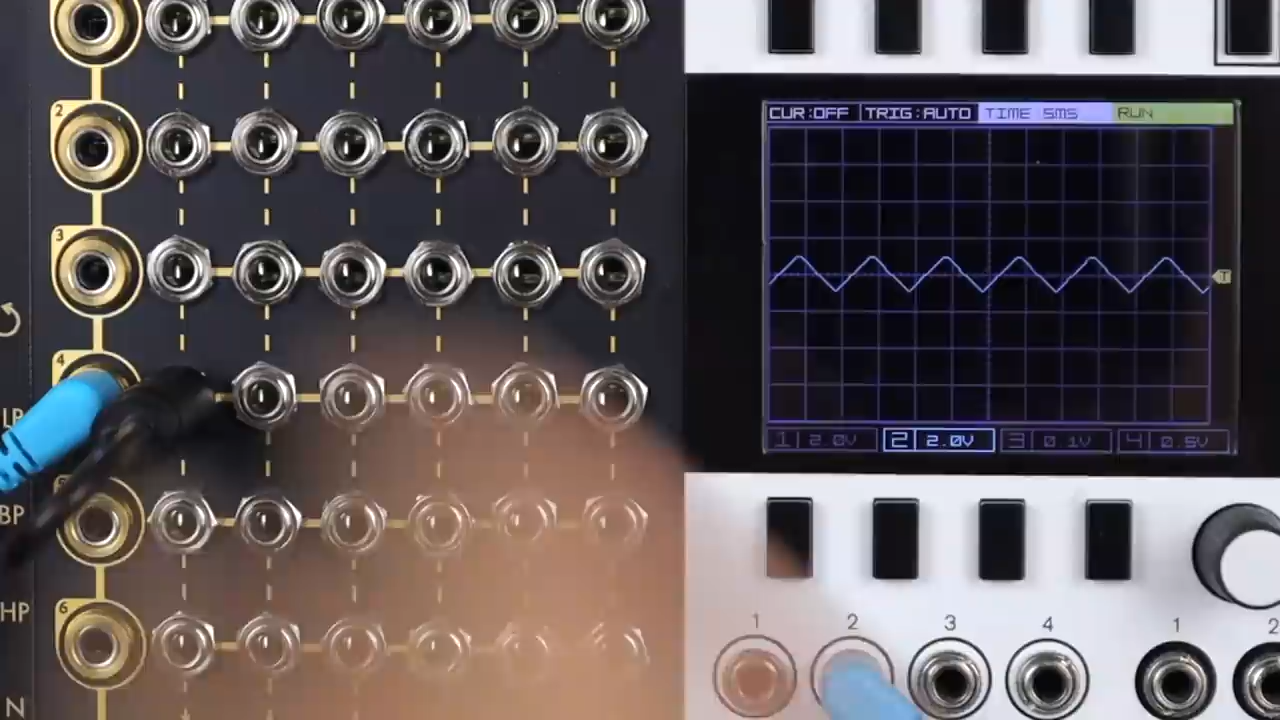 2
3
4
LP
BP
6
HP
N
CUR:OFF TRIG:AUTO TIME 5MS RUN
T
1 2.0V 2 2.0V 3 0.1V 4 0.5V
1 2 3 4 1 2